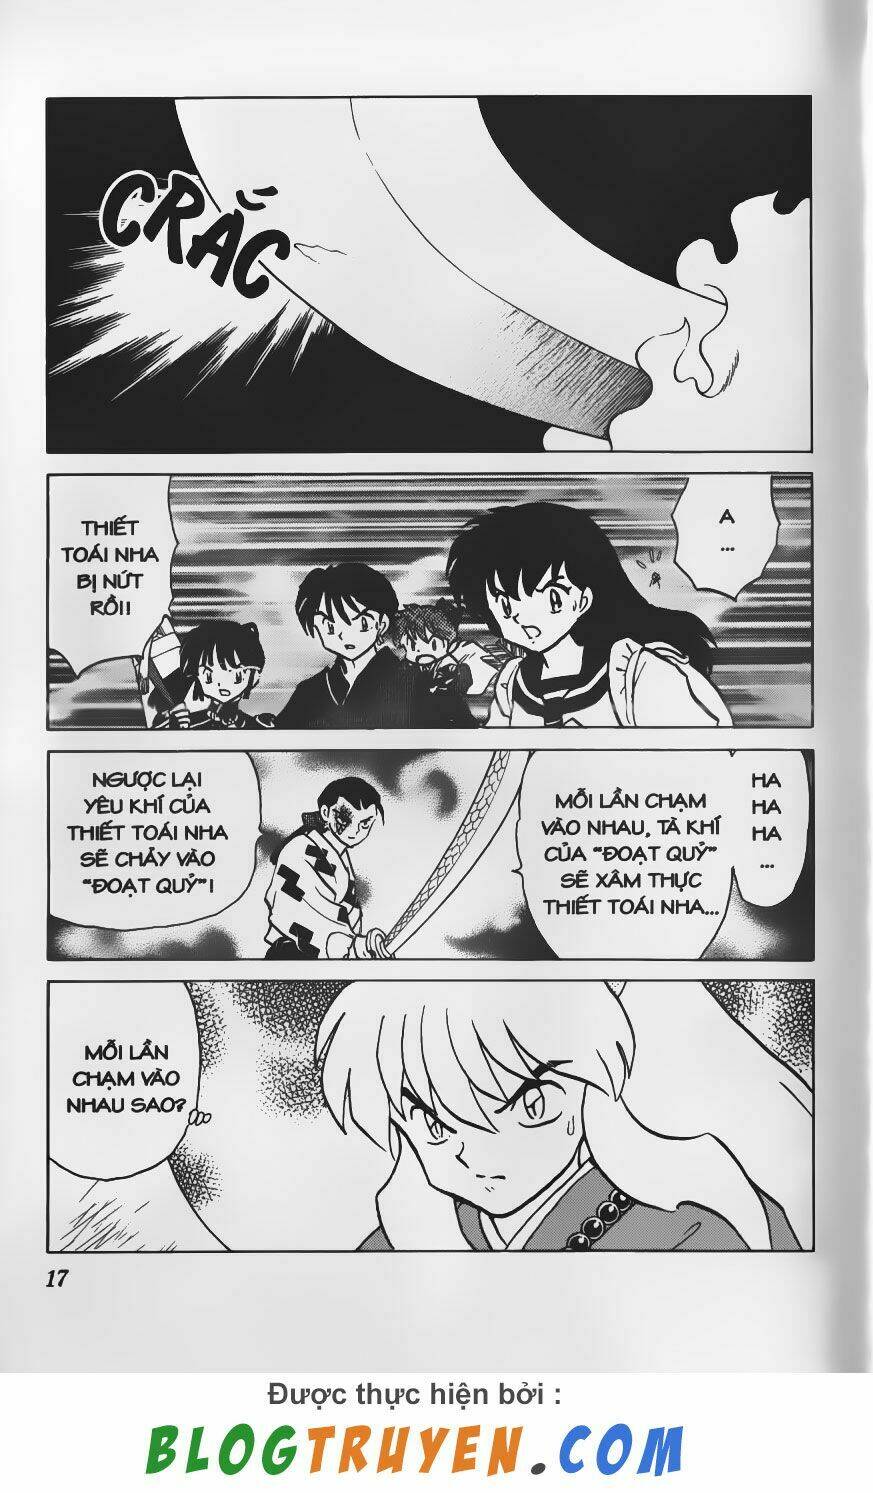 CRẮC
A
...
THIẾT
TOÁI NHA
BỊ NỨT
RỒI!!
HA
HA
HA
...
MỖI LẦN CHẠM
VÀO NHAU, TÀ KHÍ
CỦA “ĐOẠT QUỶ”
SẼ XÂM THỰC
THIẾT TOÁI NHA...
NGƯỢC LẠI
YÊU KHÍ CỦA
THIẾT TOÁI NHA
SẼ CHẢY VÀO
“ĐOẠT QUỶ”!
MỖI LẦN
CHẠM VÀO
NHAU SAO?
17
Được thực hiện bởi :
BLOGTRUYEN.COM